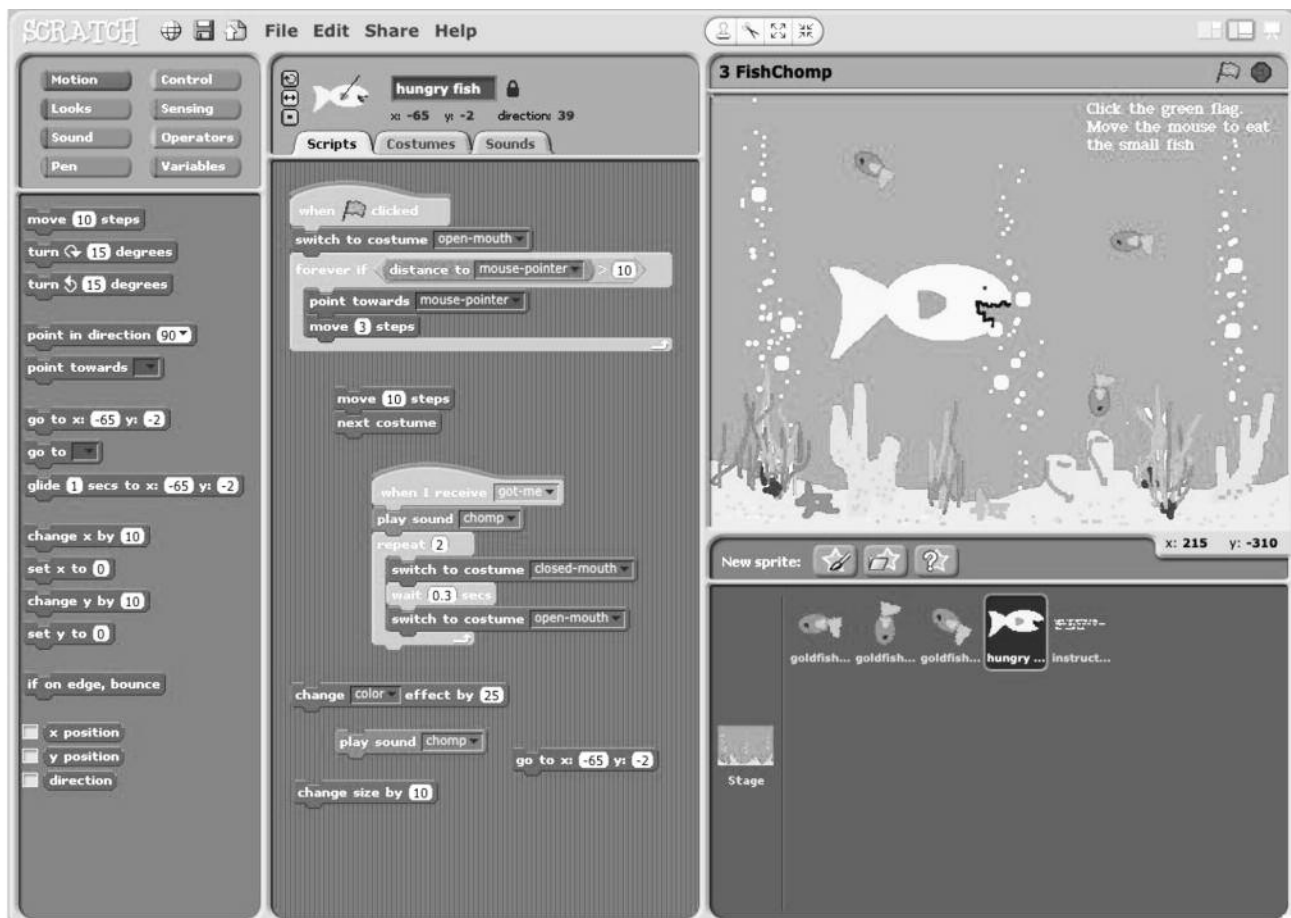 SCRATCH File Edit Share Help
Motion Control
Looks Sensing
Sound Operators
Pen Variables
move 10 steps
turn 15 degrees
turn 15 degrees
point in direction 90
point towards
go to x: -65 y: -2
go to
glide 1 secs to x: -65 y: -2
change x by 10
set x to 0
change y by 10
set y to 0
if on edge, bounce
x position
y position
direction
hungry fish
x: -65 y: -2 direction: 39
Scripts Costumes Sounds
when clicked
switch to costume open-mouth
forever if distance to mouse-pointer > 10
point towards mouse-pointer
move 3 steps
move 10 steps
next costume
when I receive got-me
play sound chomp
repeat 2
switch to costume closed-mouth
wait 0.3 secs
switch to costume open-mouth
change color effect by 25
play sound chomp
go to x: -65 y: -2
change size by 10
3 FishChomp
Click the green flag.
Move the mouse to eat
the small fish
x: 215 y: -310
New sprite:
goldfish... goldfish... goldfish... hungry ... instruct...
Stage